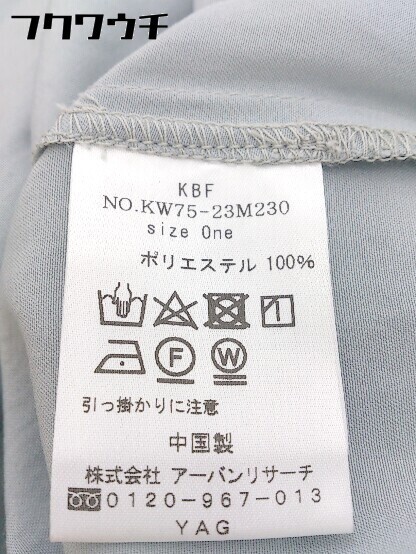 フクワウチ
KBF
NO.KW75-23M230
size One
ポリエステル 100%
F W
引っ掛かりに注意
中国製
株式会社 アーバンリサーチ
0120-967-013
YAG